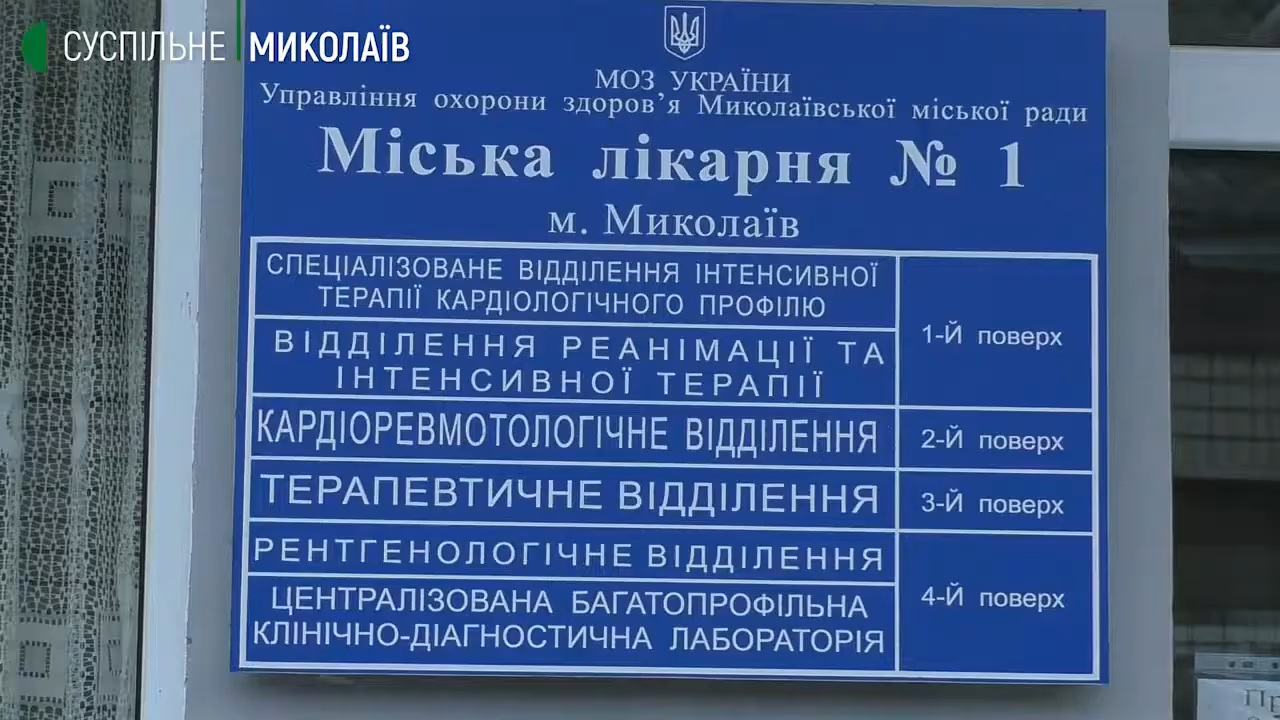 СУСПІЛЬНЕ МИКОЛАЇВ
МОЗ УКРАЇНИ
Управління охорони здоров'я Миколаївської міської ради
Міська лікарня № 1
м. Миколаїв
СПЕЦІАЛІЗОВАНЕ ВІДДІЛЕННЯ ІНТЕНСИВНОЇ
ТЕРАПІЇ КАРДІОЛОГІЧНОГО ПРОФІЛЮ
ВІДДІЛЕННЯ РЕАНІМАЦІЇ ТА
ІНТЕНСИВНОЇ ТЕРАПІЇ
1-Й поверх
КАРДІОРЕВМОТОЛОГІЧНЕ ВІДДІЛЕННЯ
2-Й поверх
ТЕРАПЕВТИЧНЕ ВІДДІЛЕННЯ
3-Й поверх
РЕНТГЕНОЛОГІЧНЕ ВІДДІЛЕННЯ
ЦЕНТРАЛІЗОВАНА БАГАТОПРОФІЛЬНА
КЛІНІЧНО-ДІАГНОСТИЧНА ЛАБОРАТОРІЯ
4-Й поверх